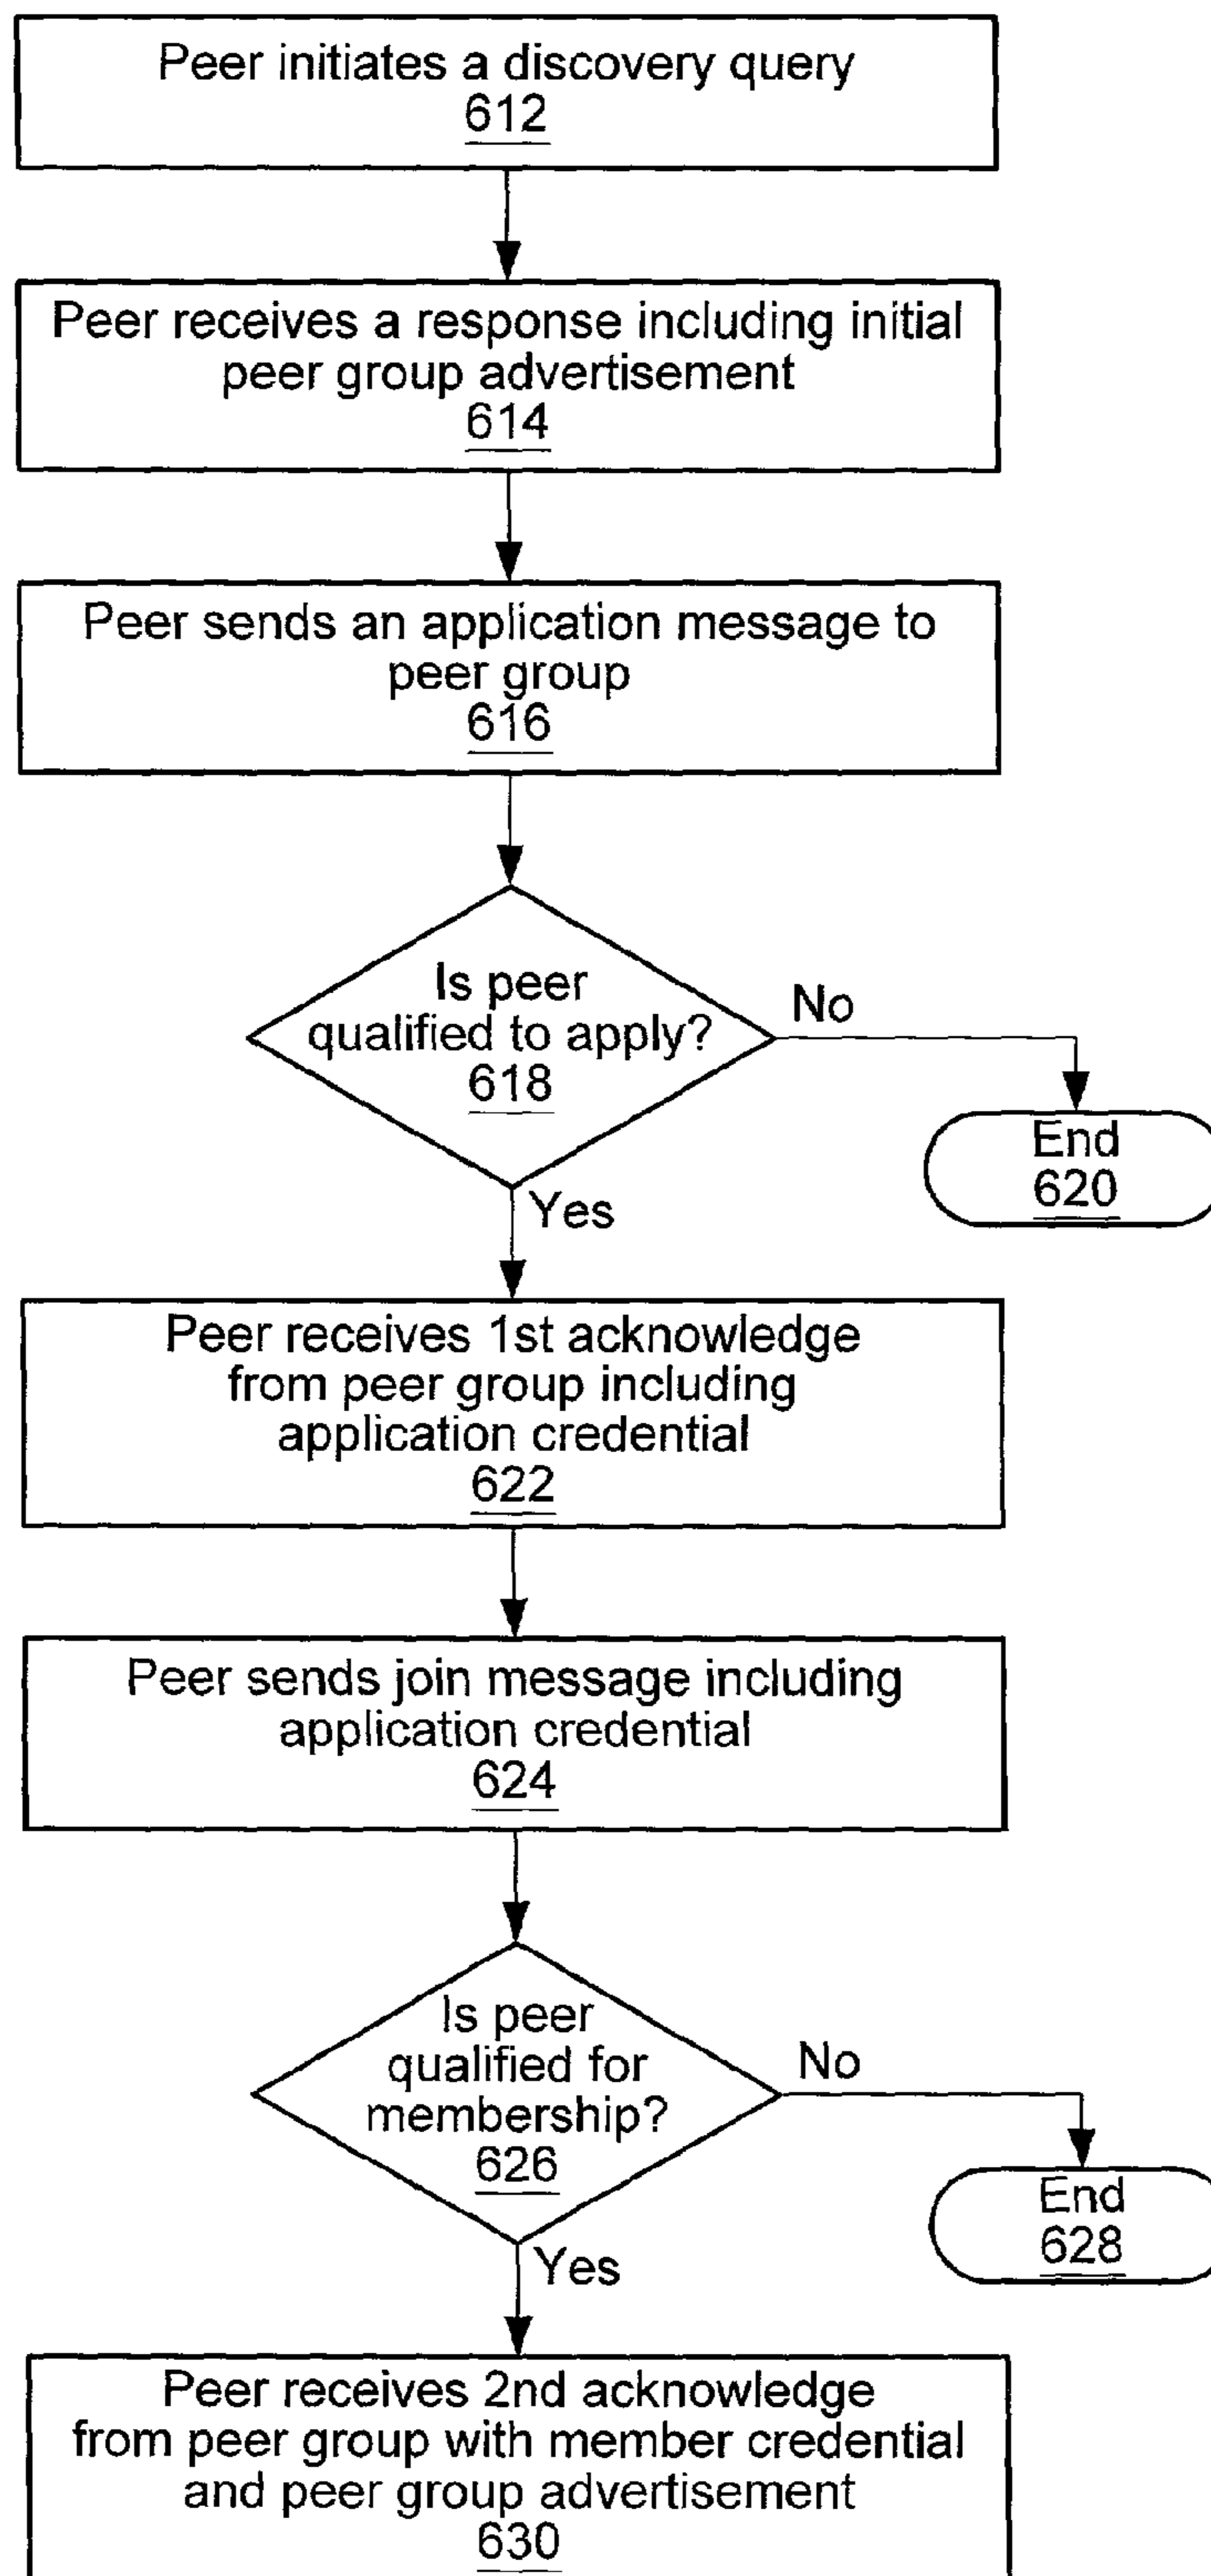 Peer initiates a discovery query
612
Peer receives a response including initial
peer group advertisement
614
Peer sends an application message to
peer group
616
Is peer
qualified to apply?
618
No
End
620
Yes
Peer receives 1st acknowledge
from peer group including
application credential
622
Peer sends join message including
application credential
624
Is peer
qualified for
membership?
626
No
End
628
Yes
Peer receives 2nd acknowledge
from peer group with member credential
and peer group advertisement
630